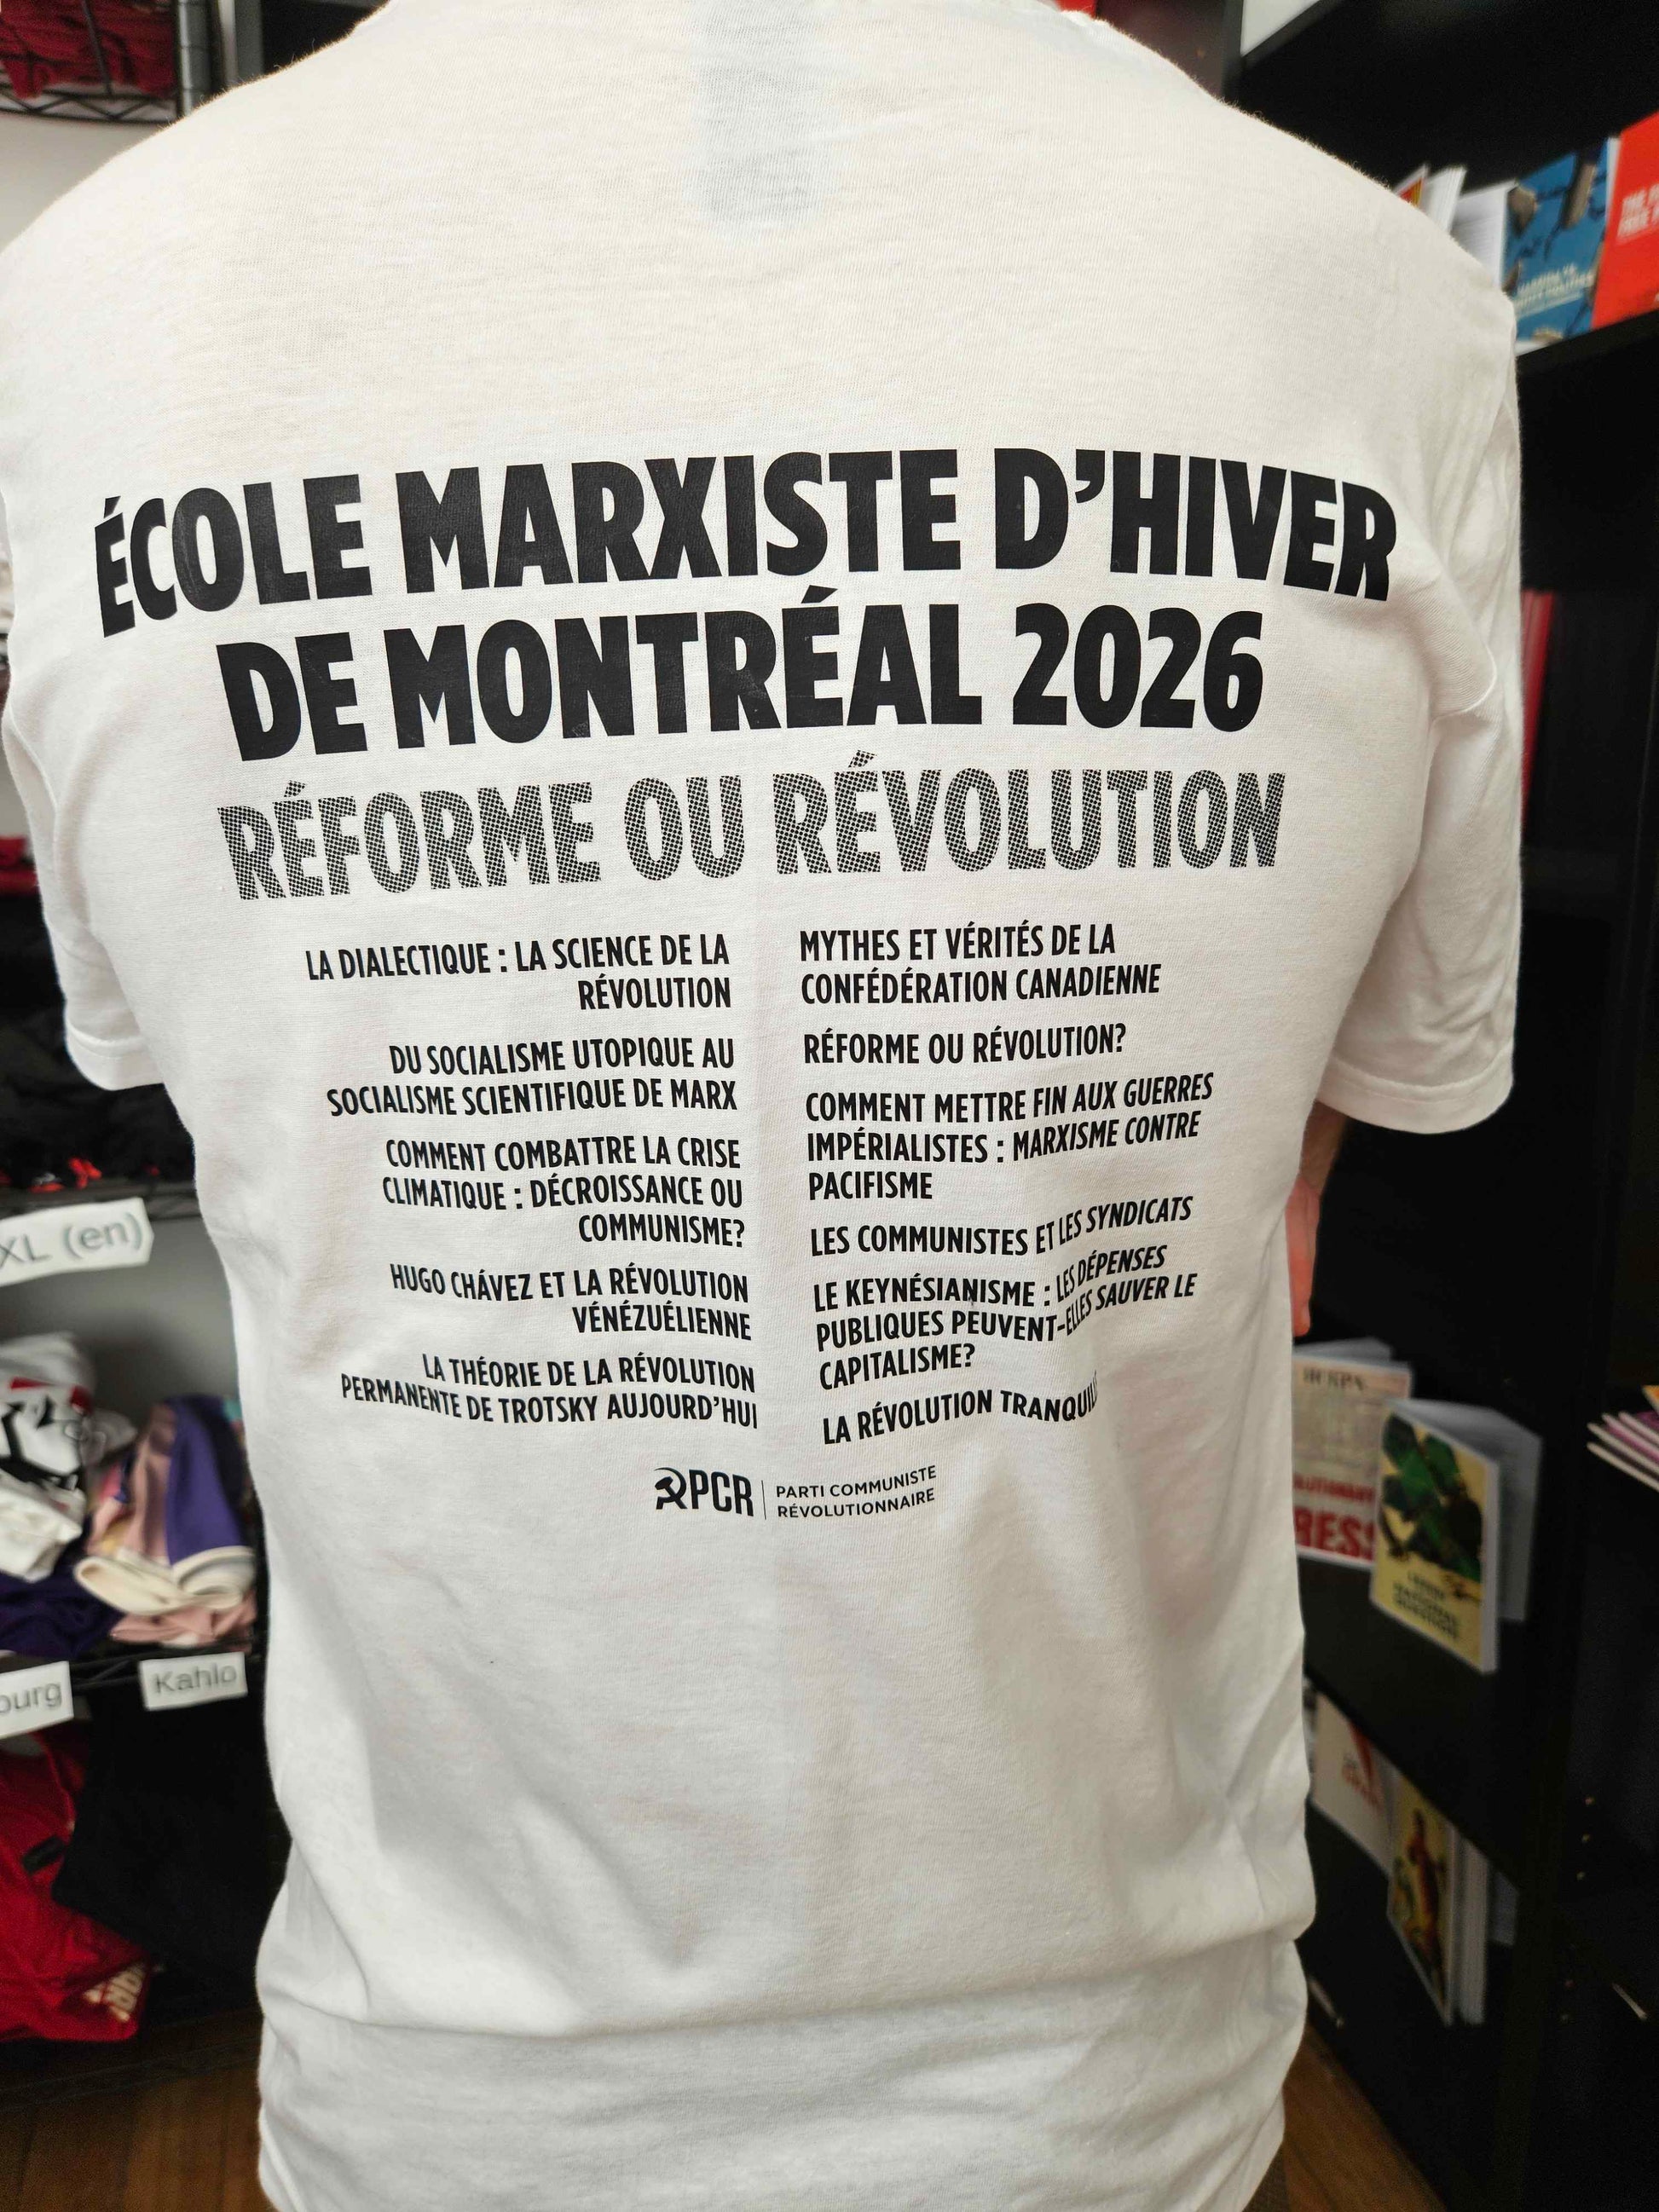 ÉCOLE MARXISTE D'HIVER
DE MONTRÉAL 2026
RÉFORME OU RÉVOLUTION
LA DIALECTIQUE : LA SCIENCE DE LA
RÉVOLUTION
DU SOCIALISME UTOPIQUE AU
SOCIALISME SCIENTIFIQUE DE MARX
COMMENT COMBATTRE LA CRISE
CLIMATIQUE : DÉCROISSANCE OU
COMMUNISME?
HUGO CHÁVEZ ET LA RÉVOLUTION
VÉNÉZUÉLIENNE
LA THÉORIE DE LA RÉVOLUTION
PERMANENTE DE TROTSKY AUJOURD'HUI
MYTHES ET VÉRITÉS DE LA
CONFÉDÉRATION CANADIENNE
RÉFORME OU RÉVOLUTION?
COMMENT METTRE FIN AUX GUERRES
IMPÉRIALISTES : MARXISME CONTRE
PACIFISME
LES COMMUNISTES ET LES SYNDICATS
LE KEYNÉSIANISME : LES DÉPENSES
PUBLIQUES PEUVENT-ELLES SAUVER LE
CAPITALISME?
LA RÉVOLUTION
PCR
PARTI COMMUNISTE
RÉVOLUTIONNAIRE
XL (en)
Kahlo